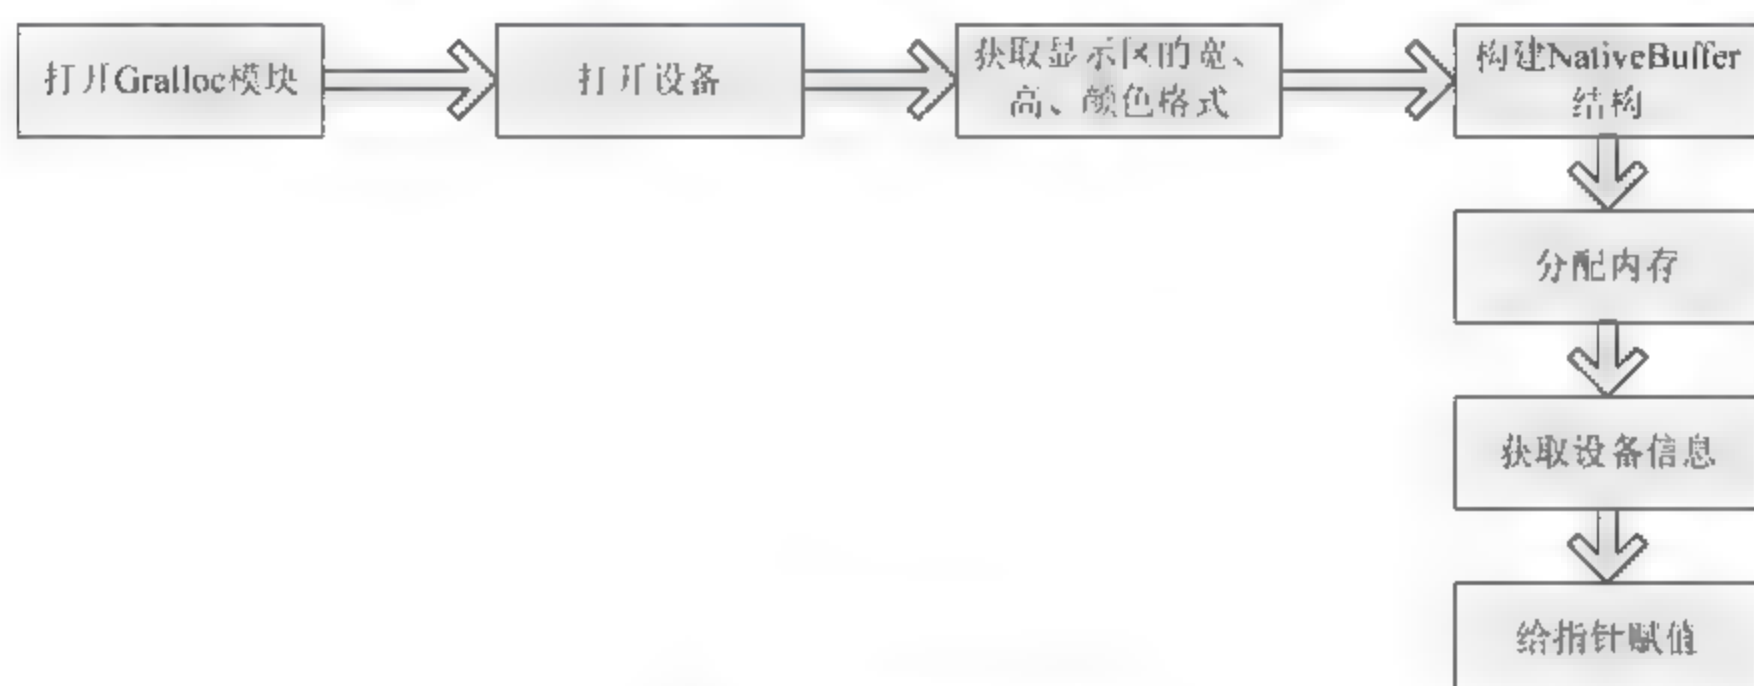 打开Gralloc模块
打开设备
获取显示区的宽、
高、颜色格式
构建NativeBuffer
结构
分配内存
获取设备信息
给指针赋值